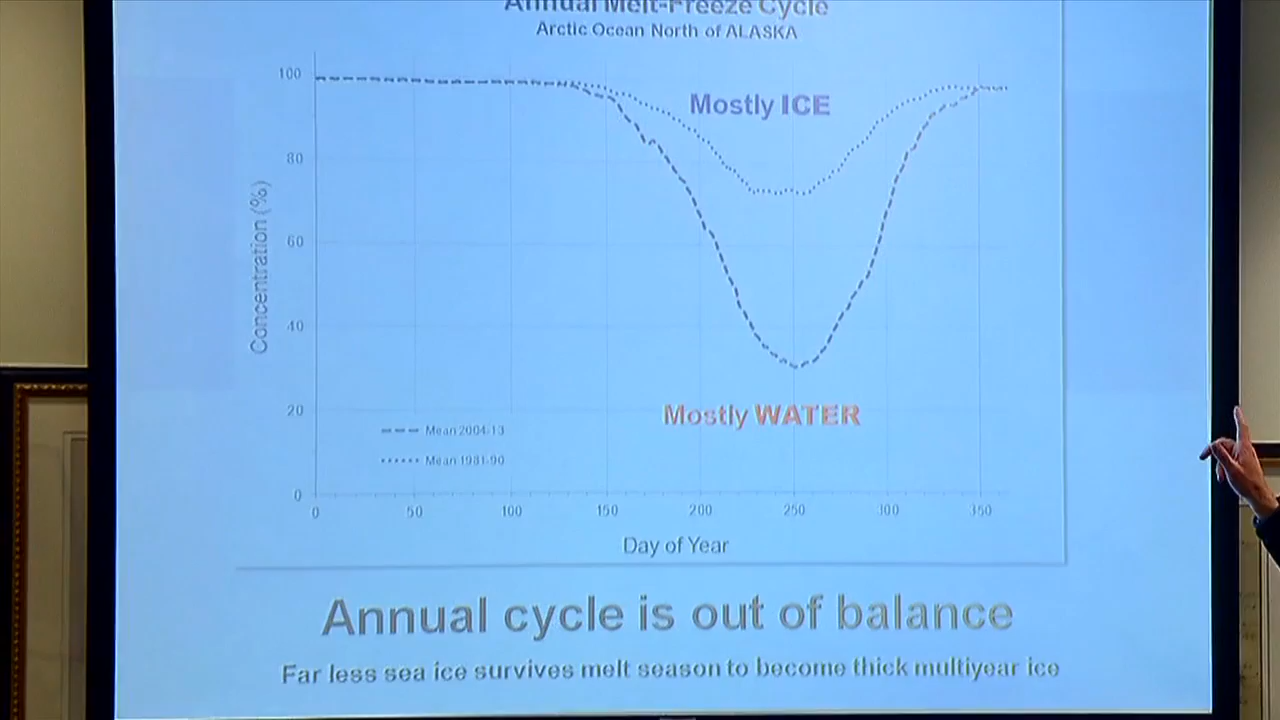 Annual Melt-Freeze Cycle
Arctic Ocean North of ALASKA
100
80
60
40
20
0
Concentration (%)
Mostly ICE
Mostly WATER
Mean 2004-13
Mean 1981-90
0 50 100 150 200 250 300 350
Day of Year
Annual cycle is out of balance
Far less sea ice survives melt season to become thick multiyear ice